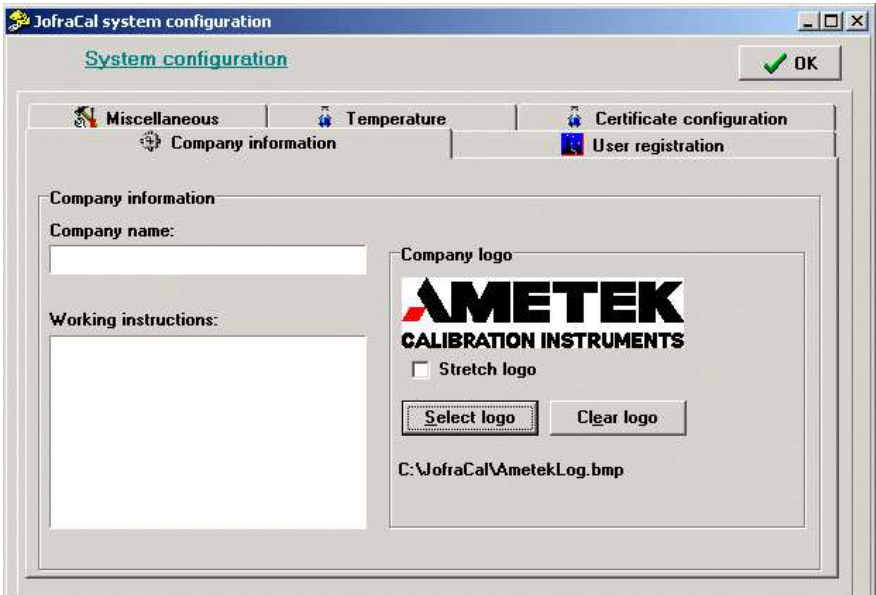 JofraCal system configuration
System configuration
OK
Miscellaneous
Temperature
Certificate configuration
Company information
User registration
Company information
Company name:
Company logo
AMETEK
CALIBRATION INSTRUMENTS
Working instructions:
Stretch logo
Select logo
Clear logo
C:\JofraCal\AmetekLog.bmp